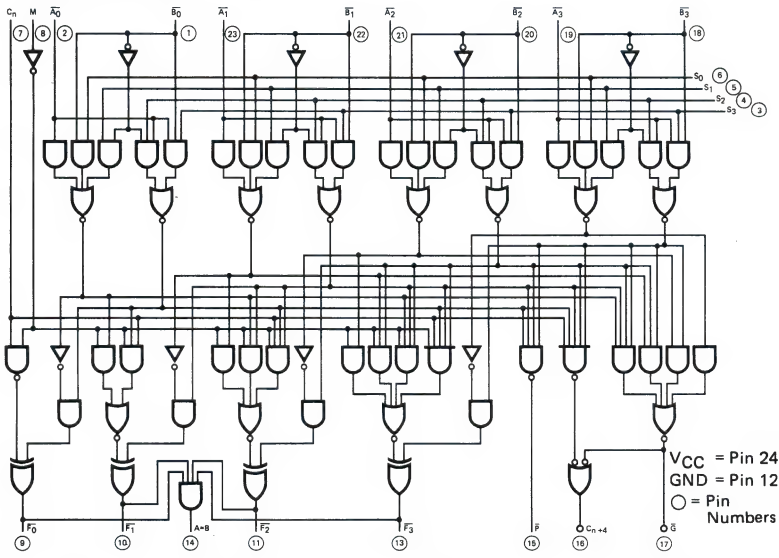 Cn M A̅0 B̅0 A̅1 B̅1 A̅2 B̅2 A̅3 B̅3
7 8 2 1 23 22 21 20 19 18
S0 6
S1 5
S2 4
S3 3
VCC = Pin 24
GND = Pin 12
○ = Pin
Numbers
F̅0 F̅1 A=B F̅2 F̅3 P̅ Cn+4 G̅
9 10 14 11 13 15 16 17